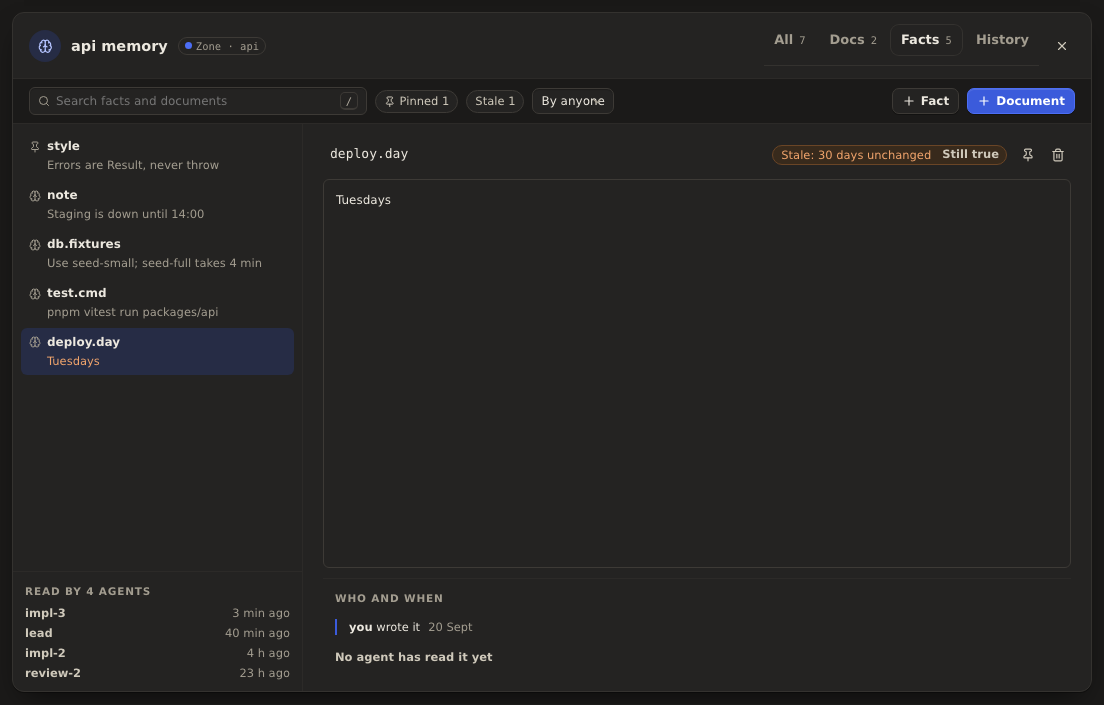 api memory
Zone · api
All 7
Docs 2
Facts 5
History
Search facts and documents
/
Pinned 1
Stale 1
By anyone
Fact
Document
style
Errors are Result, never throw
note
Staging is down until 14:00
db.fixtures
Use seed-small; seed-full takes 4 min
test.cmd
pnpm vitest run packages/api
deploy.day
Tuesdays
READ BY 4 AGENTS
impl-3 3 min ago
lead 40 min ago
impl-2 4 h ago
review-2 23 h ago
deploy.day
Stale: 30 days unchanged Still true
Tuesdays
WHO AND WHEN
you wrote it 20 Sept
No agent has read it yet